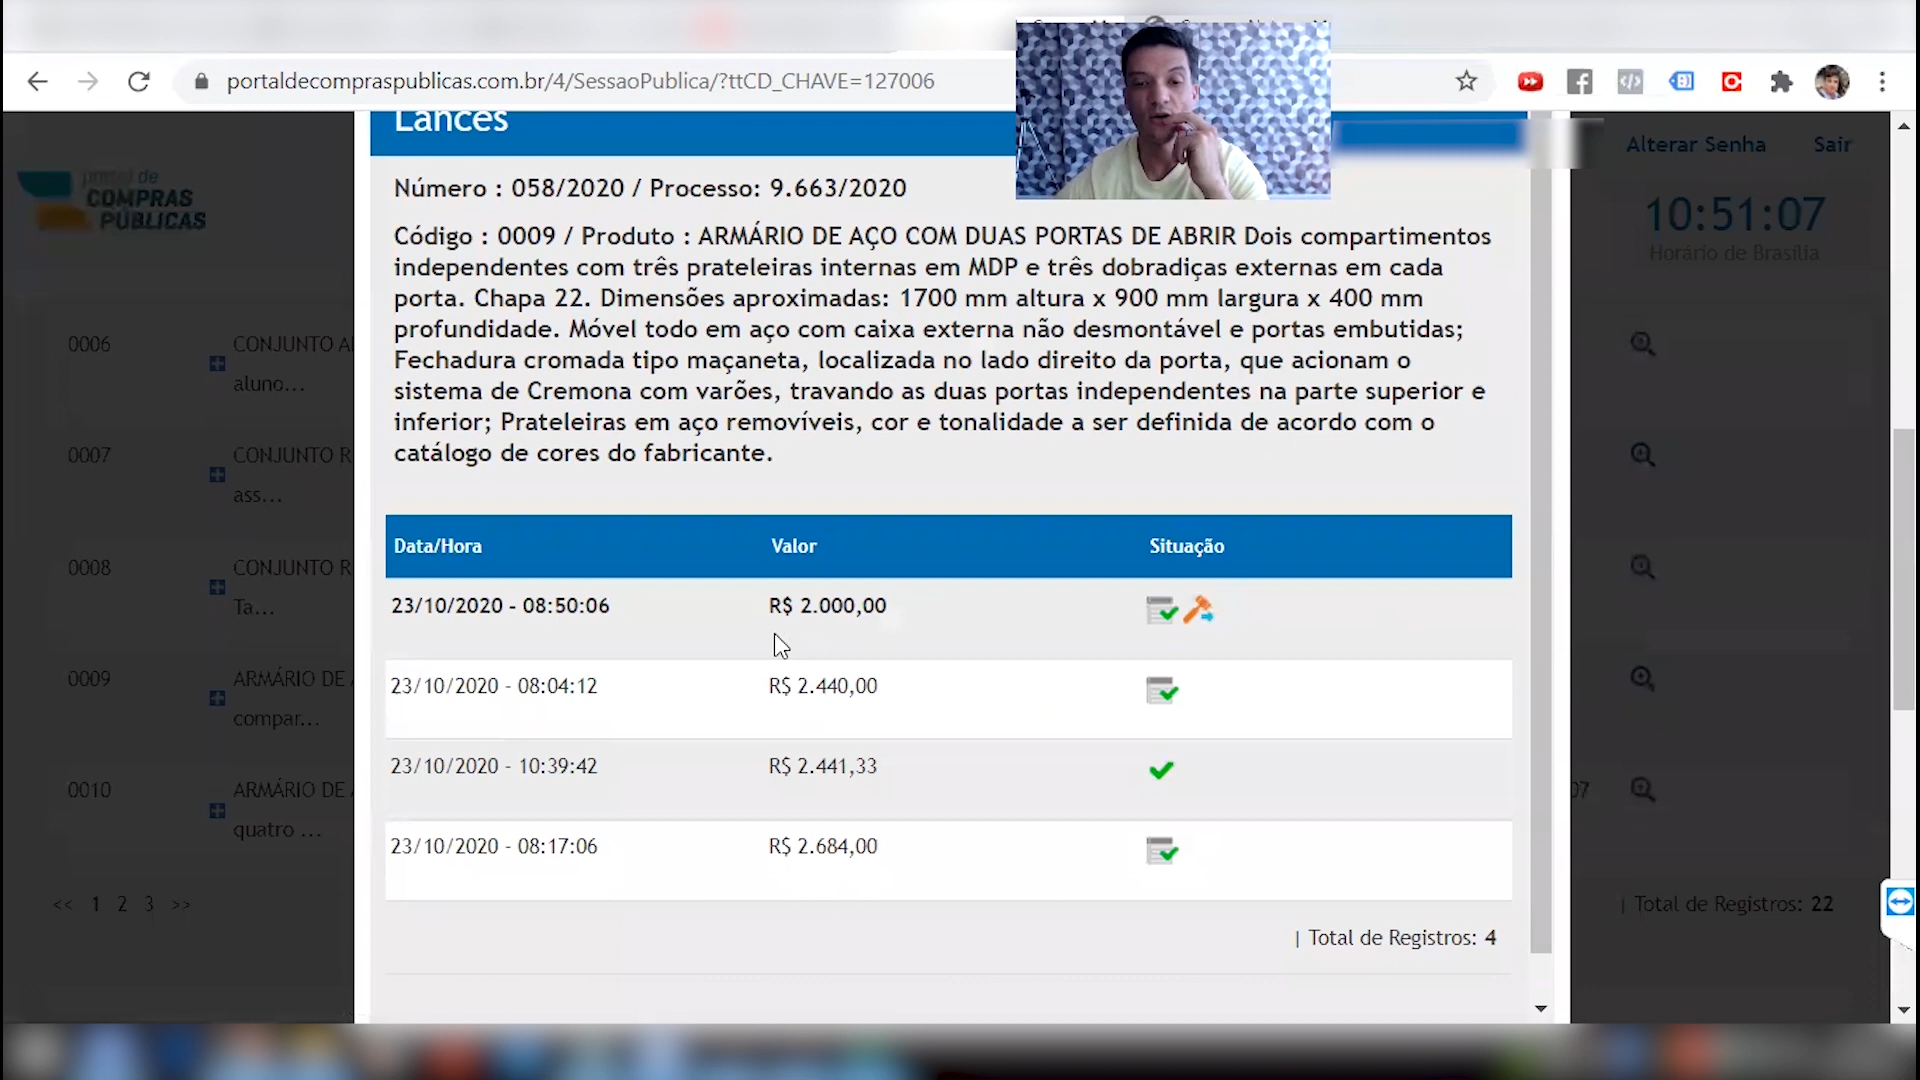 portaldecompraspublicas.com.br/4/SessaoPublica/?ttCD_CHAVE=127006
Lances
Alterar Senha Sair
portal de
COMPRAS
PÚBLICAS
10:51:07
Horário de Brasília
Número : 058/2020 / Processo: 9.663/2020
Código : 0009 / Produto : ARMÁRIO DE AÇO COM DUAS PORTAS DE ABRIR Dois compartimentos
independentes com três prateleiras internas em MDP e três dobradiças externas em cada
porta. Chapa 22. Dimensões aproximadas: 1700 mm altura x 900 mm largura x 400 mm
profundidade. Móvel todo em aço com caixa externa não desmontável e portas embutidas;
Fechadura cromada tipo maçaneta, localizada no lado direito da porta, que acionam o
sistema de Cremona com varões, travando as duas portas independentes na parte superior e
inferior; Prateleiras em aço removíveis, cor e tonalidade a ser definida de acordo com o
catálogo de cores do fabricante.
0006 CONJUNTO A
aluno...
0007 CONJUNTO R
ass...
0008 CONJUNTO R
Ta...
0009 ARMÁRIO DE
compar...
0010 ARMÁRIO DE
quatro ...
07
Data/Hora Valor Situação
23/10/2020 - 08:50:06 R$ 2.000,00
23/10/2020 - 08:04:12 R$ 2.440,00
23/10/2020 - 10:39:42 R$ 2.441,33
23/10/2020 - 08:17:06 R$ 2.684,00
| Total de Registros: 4
<< 1 2 3 >>
| Total de Registros: 22